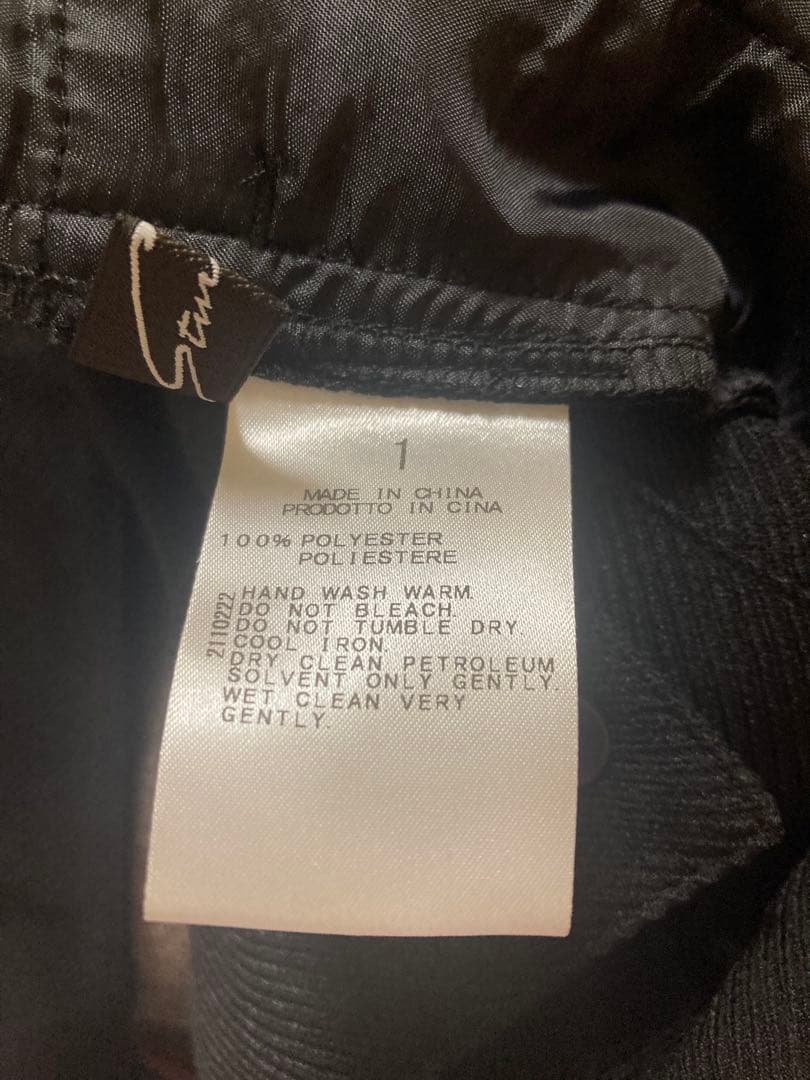 1
MADE IN CHINA
PRODOTTO IN CINA
100% POLYESTER
POLIESTERE
2110222
HAND WASH WARM.
DO NOT BLEACH.
DO NOT TUMBLE DRY.
COOL IRON.
DRY CLEAN PETROLEUM
SOLVENT ONLY GENTLY.
WET CLEAN VERY
GENTLY.